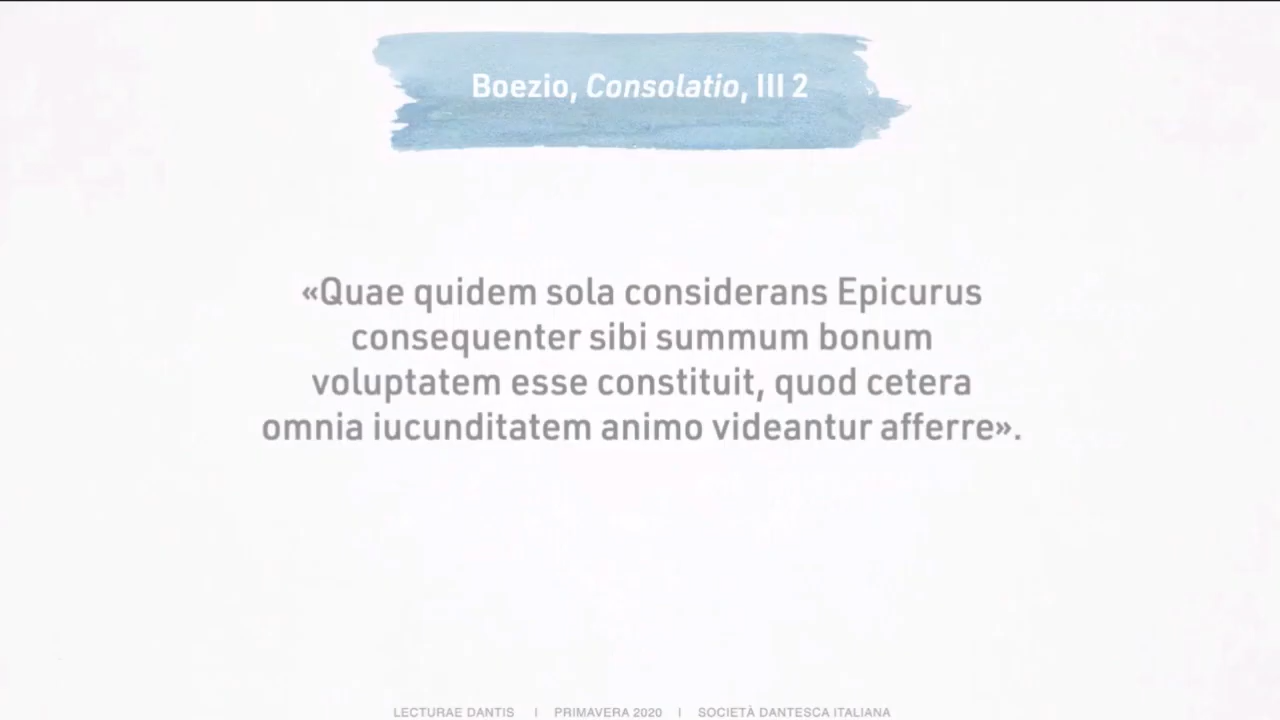 Boezio, Consolatio, III 2
«Quae quidem sola considerans Epicurus
consequenter sibi summum bonum
voluptatem esse constituit, quod cetera
omnia iucunditatem animo videantur afferre».
LECTURAE DANTIS | PRIMAVERA 2020 | SOCIETÀ DANTESCA ITALIANA